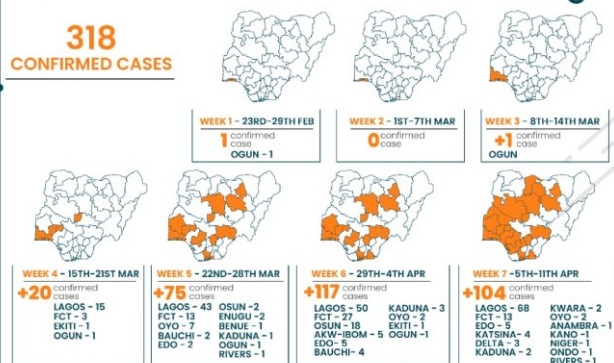 318
CONFIRMED CASES
WEEK 1 - 23RD-29TH FEB
1 confirmed case
OGUN - 1
WEEK 2 - 1ST-7TH MAR
0 confirmed case
WEEK 3 - 8TH-14TH MAR
+1 confirmed case
OGUN
WEEK 4 - 15TH-21ST MAR
+20 confirmed cases
LAGOS - 15
FCT - 3
EKITI - 1
OGUN - 1
WEEK 5 - 22ND-28TH MAR
+75 confirmed cases
LAGOS - 43
FCT - 13
OYO - 7
BAUCHI - 2
EDO - 2
OSUN -2
ENUGU -2
BENUE - 1
KADUNA - 1
OGUN - 1
RIVERS - 1
WEEK 6 - 29TH-4TH APR
+117 confirmed cases
LAGOS - 50
FCT - 27
OSUN - 18
AKW-IBOM - 5
EDO- 5
BAUCHI- 4
KADUNA - 3
OYO - 2
EKITI - 1
OGUN -1
WEEK 7 -5TH-11TH APR
+104 confirmed cases
LAGOS - 68
FCT - 13
EDO - 5
KATSINA - 4
DELTA - 3
KADUNA - 2
KWARA - 2
OYO - 2
ANAMBRA - 1
KANO -1
NIGER- 1
ONDO - 1
RIVERS - 1